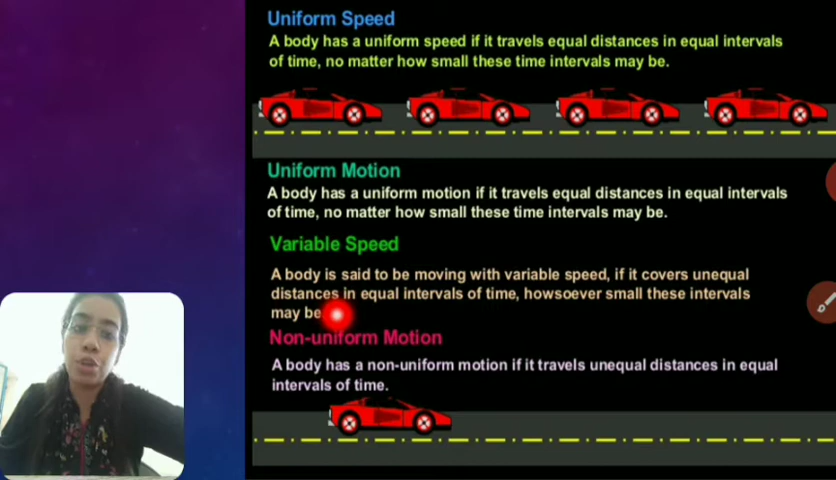 Uniform Speed
A body has a uniform speed if it travels equal distances in equal intervals
of time, no matter how small these time intervals may be.
Uniform Motion
A body has a uniform motion if it travels equal distances in equal intervals
of time, no matter how small these time intervals may be.
Variable Speed
A body is said to be moving with variable speed, if it covers unequal
distances in equal intervals of time, howsoever small these intervals
may be
Non-uniform Motion
A body has a non-uniform motion if it travels unequal distances in equal
intervals of time.